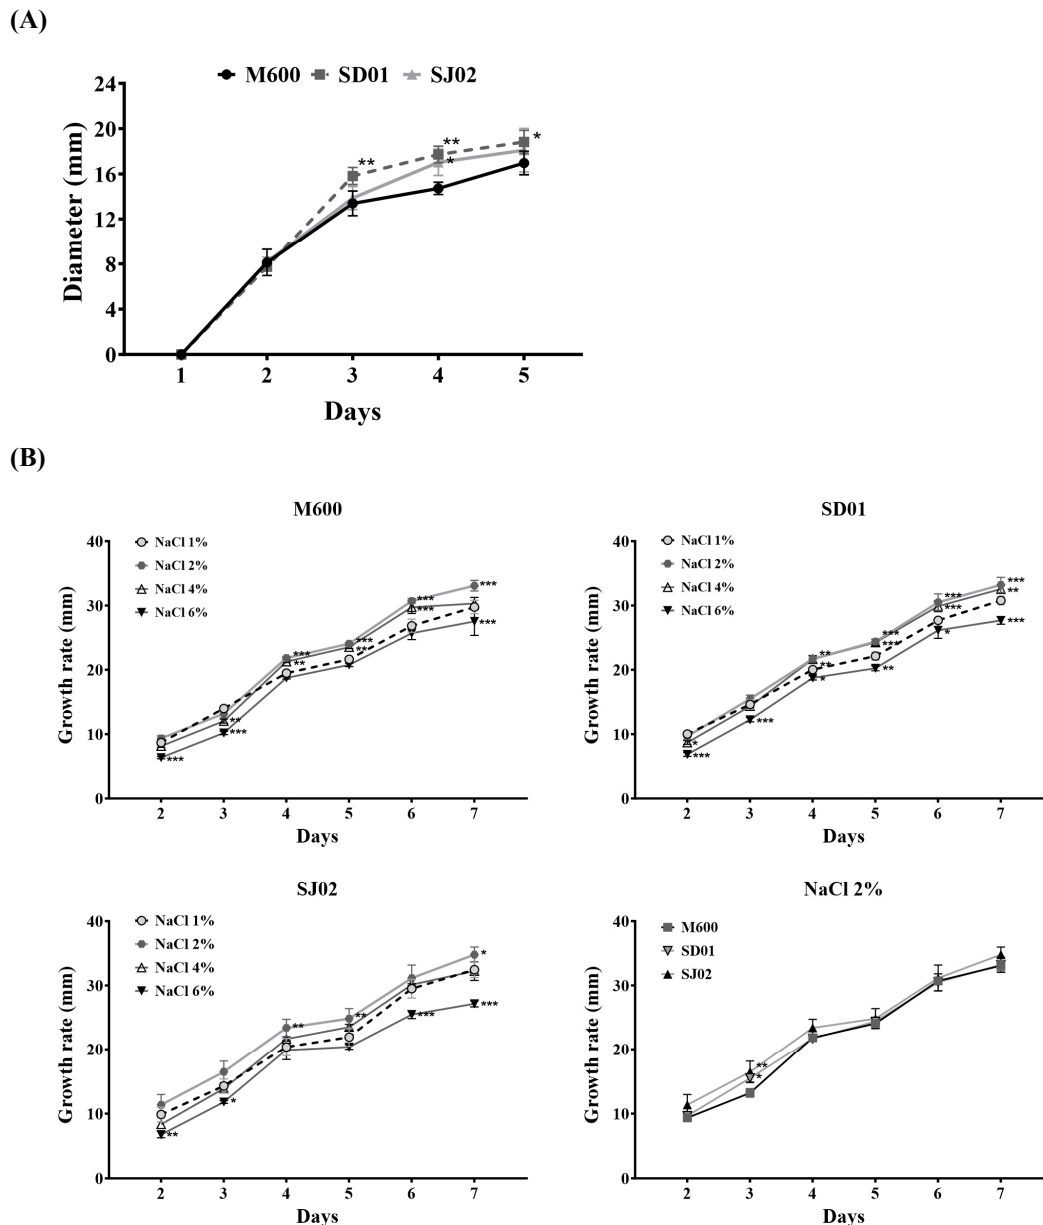 (A)
M600 SD01 SJ02
24
20
16
12
8
4
0
Diameter (mm)
** ** *
*
1 2 3 4 5
Days
(B)
M600
NaCl 1%
NaCl 2%
NaCl 4%
NaCl 6%
40
30
20
10
0
Growth rate (mm)
*** ** *** *** ** *** ** *** *** *** ***
2 3 4 5 6 7
Days
SD01
NaCl 1%
NaCl 2%
NaCl 4%
NaCl 6%
40
30
20
10
0
Growth rate (mm)
* *** *** ** ** * *** *** ** *** *** * *** ** ***
2 3 4 5 6 7
Days
SJ02
NaCl 1%
NaCl 2%
NaCl 4%
NaCl 6%
40
30
20
10
0
Growth rate (mm)
** * ** ** *** * ***
2 3 4 5 6 7
Days
NaCl 2%
M600
SD01
SJ02
40
30
20
10
0
Growth rate (mm)
** *
2 3 4 5 6 7
Days